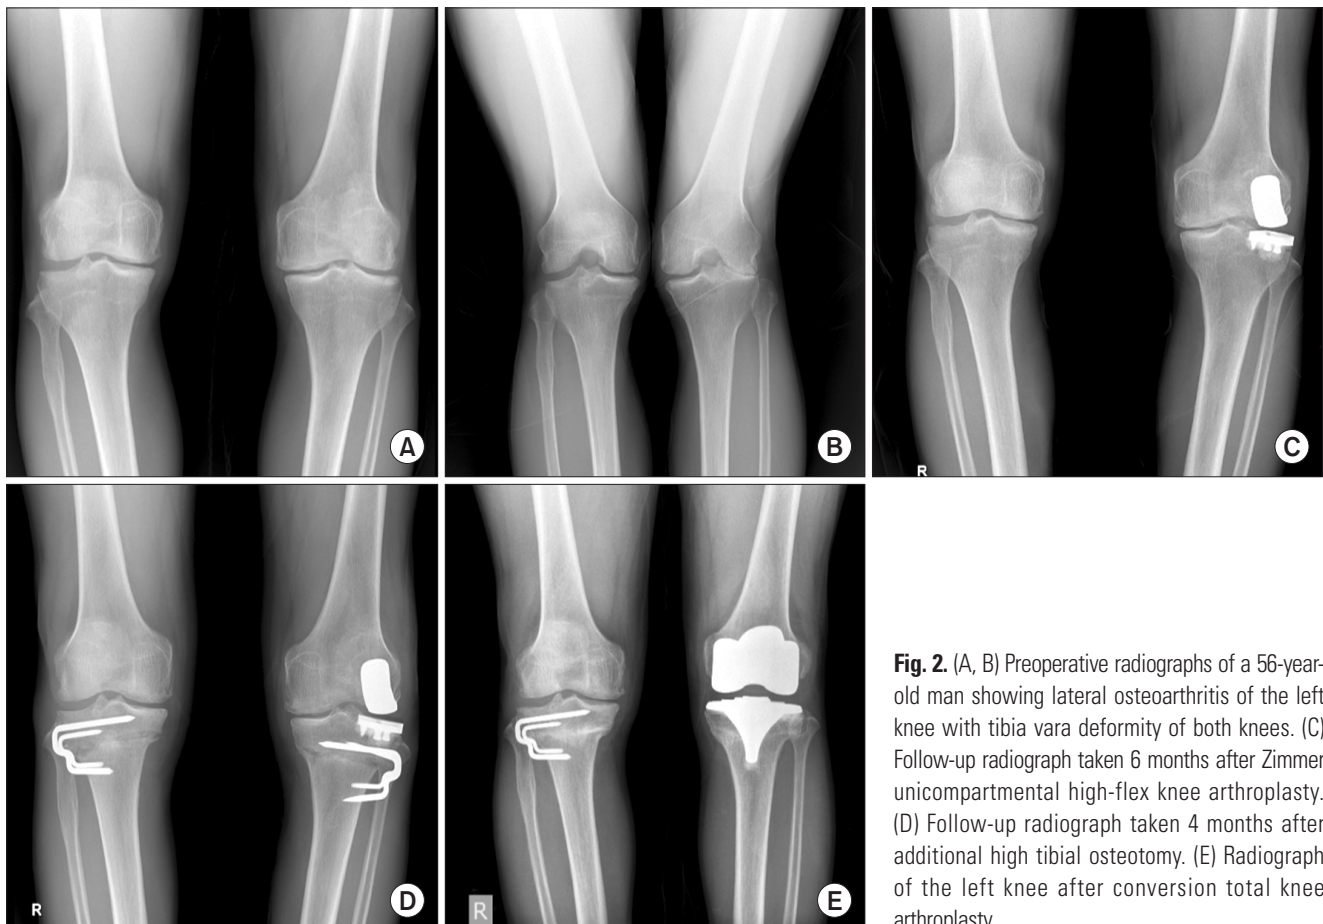 A
B
C
R
D
R
E
R
Fig. 2. (A, B) Preoperative radiographs of a 56-year-
old man showing lateral osteoarthritis of the left
knee with tibia vara deformity of both knees. (C)
Follow-up radiograph taken 6 months after Zimmer
unicompartmental high-flex knee arthroplasty.
(D) Follow-up radiograph taken 4 months after
additional high tibial osteotomy. (E) Radiograph
of the left knee after conversion total knee
arthroplasty.